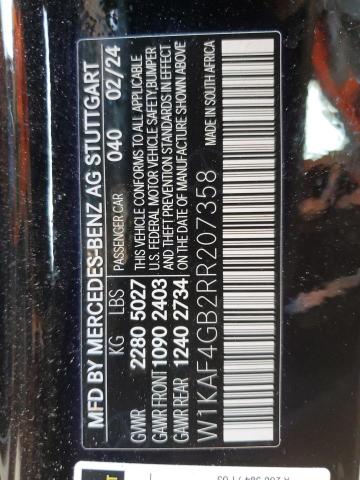 MFD BY MERCEDES-BENZ AG STUTTGART
KG LBS PASSENGER CAR 040 02/24
GVWR 2280 5027 THIS VEHICLE CONFORMS TO ALL APPLICABLE
U.S. FEDERAL MOTOR VEHICLE SAFETY,BUMPER
GAWR FRONT 1090 2403 AND THEFT PREVENTION STANDARDS IN EFFECT
GAWR REAR 1240 2734 ON THE DATE OF MANUFACTURE SHOWN ABOVE
W1KAF4GB2RR207358 MADE IN SOUTH AFRICA